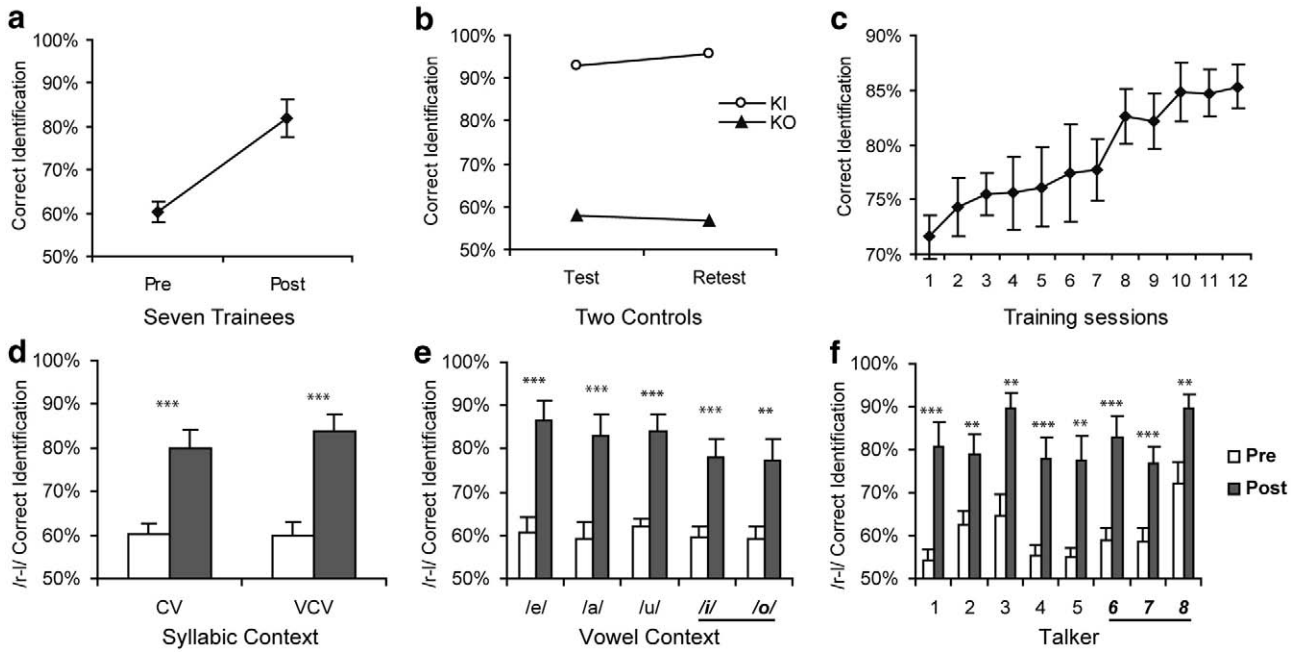 a
100%
90%
80%
70%
60%
50%
Correct Identification
Pre Post
Seven Trainees
b
100%
90%
80%
70%
60%
50%
Correct Identification
KI
KO
Test Retest
Two Controls
c
90%
85%
80%
75%
70%
Correct Identification
1 2 3 4 5 6 7 8 9 10 11 12
Training sessions
d
100%
90%
80%
70%
60%
50%
/r-l/ Correct Identification
*** ***
CV VCV
Syllabic Context
e
100%
90%
80%
70%
60%
50%
/r-l/ Correct Identification
*** *** *** *** **
/e/ /a/ /u/ /i/ /o/
Vowel Context
f
100%
90%
80%
70%
60%
50%
/r-l/ Correct Identification
*** ** ** *** ** *** *** **
1 2 3 4 5 6 7 8
Talker
Pre
Post